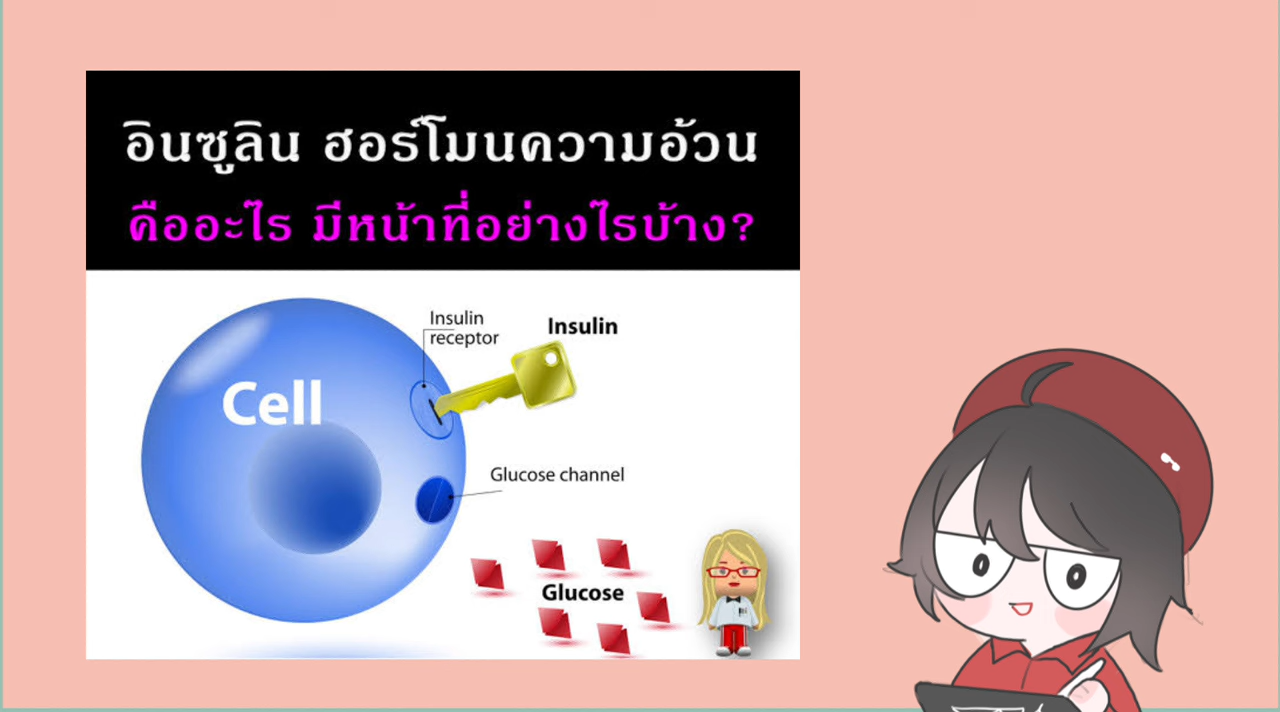 อินซูลิน ฮอร์โมนความอ้วน
คืออะไร มีหน้าที่อย่างไรบ้าง?
Insulin
receptor
Insulin
Cell
Glucose channel
Glucose